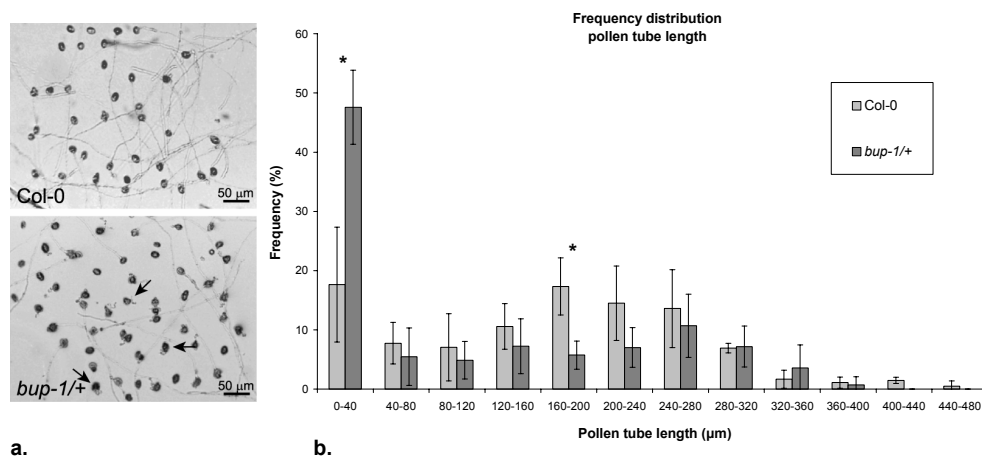 Col-0
50 µm
bup-1/+
50 µm
a.
Frequency distribution
pollen tube length
Frequency (%)
60
50
40
30
20
10
0
*
*
Col-0
bup-1/+
0-40
40-80
80-120
120-160
160-200
200-240
240-280
280-320
320-360
360-400
400-440
440-480
Pollen tube length (µm)
b.